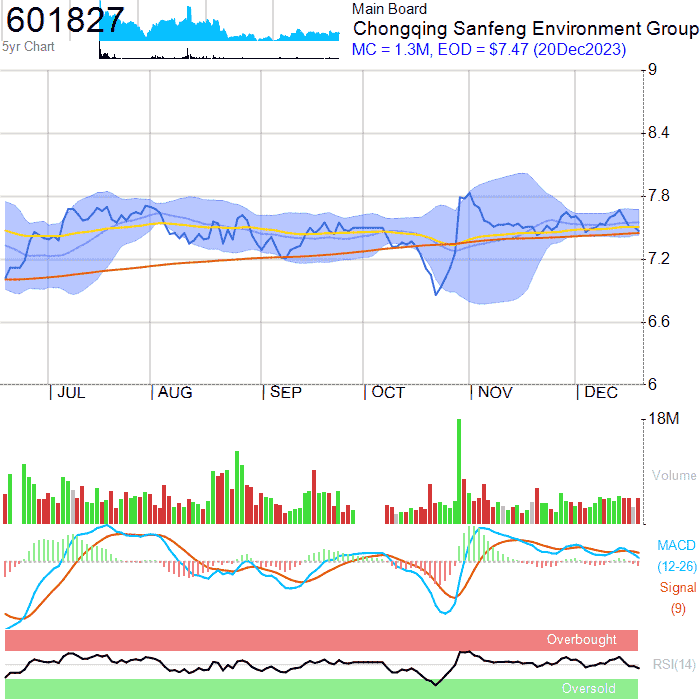 601827
5yr Chart
Main Board
Chongqing Sanfeng Environment Group
MC = 1.3M, EOD = $7.47 (20Dec2023)
9
8.4
7.8
7.2
6.6
6
JUL AUG SEP OCT NOV DEC
18M
Volume
MACD
(12-26)
Signal
(9)
Overbought
RSI(14)
Oversold